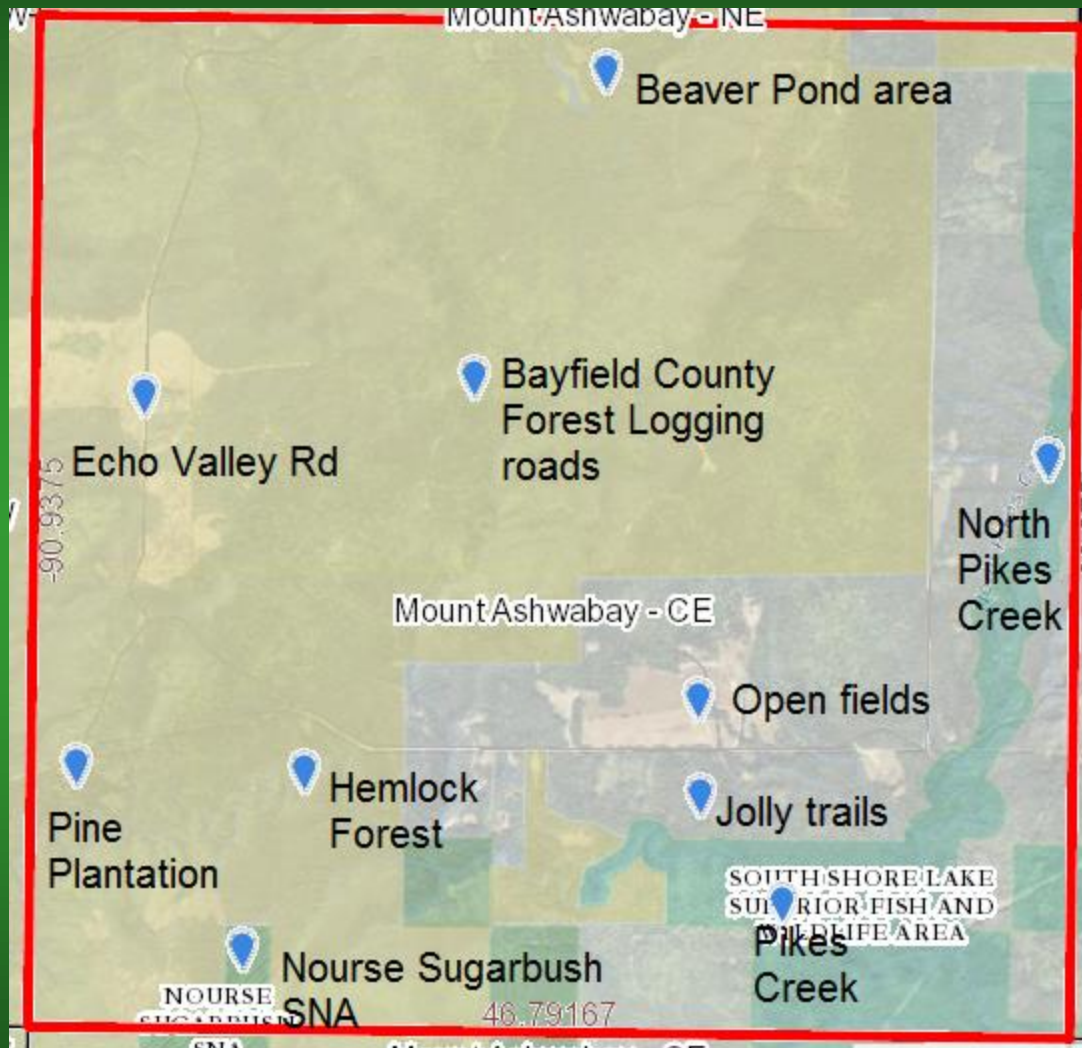 Mount Ashwabay - NE
Beaver Pond area
Bayfield County
Forest Logging
roads
Echo Valley Rd
-90.9375
North
Pikes
Creek
Mount Ashwabay - CE
Open fields
Hemlock
Forest
Jolly trails
Pine
Plantation
SOUTH SHORE LAKE
SUPERIOR FISH AND
WILDLIFE AREA
Pikes
Creek
Nourse Sugarbush
SNA
NOURSE
SUGARBUSH
SNA
46.79167